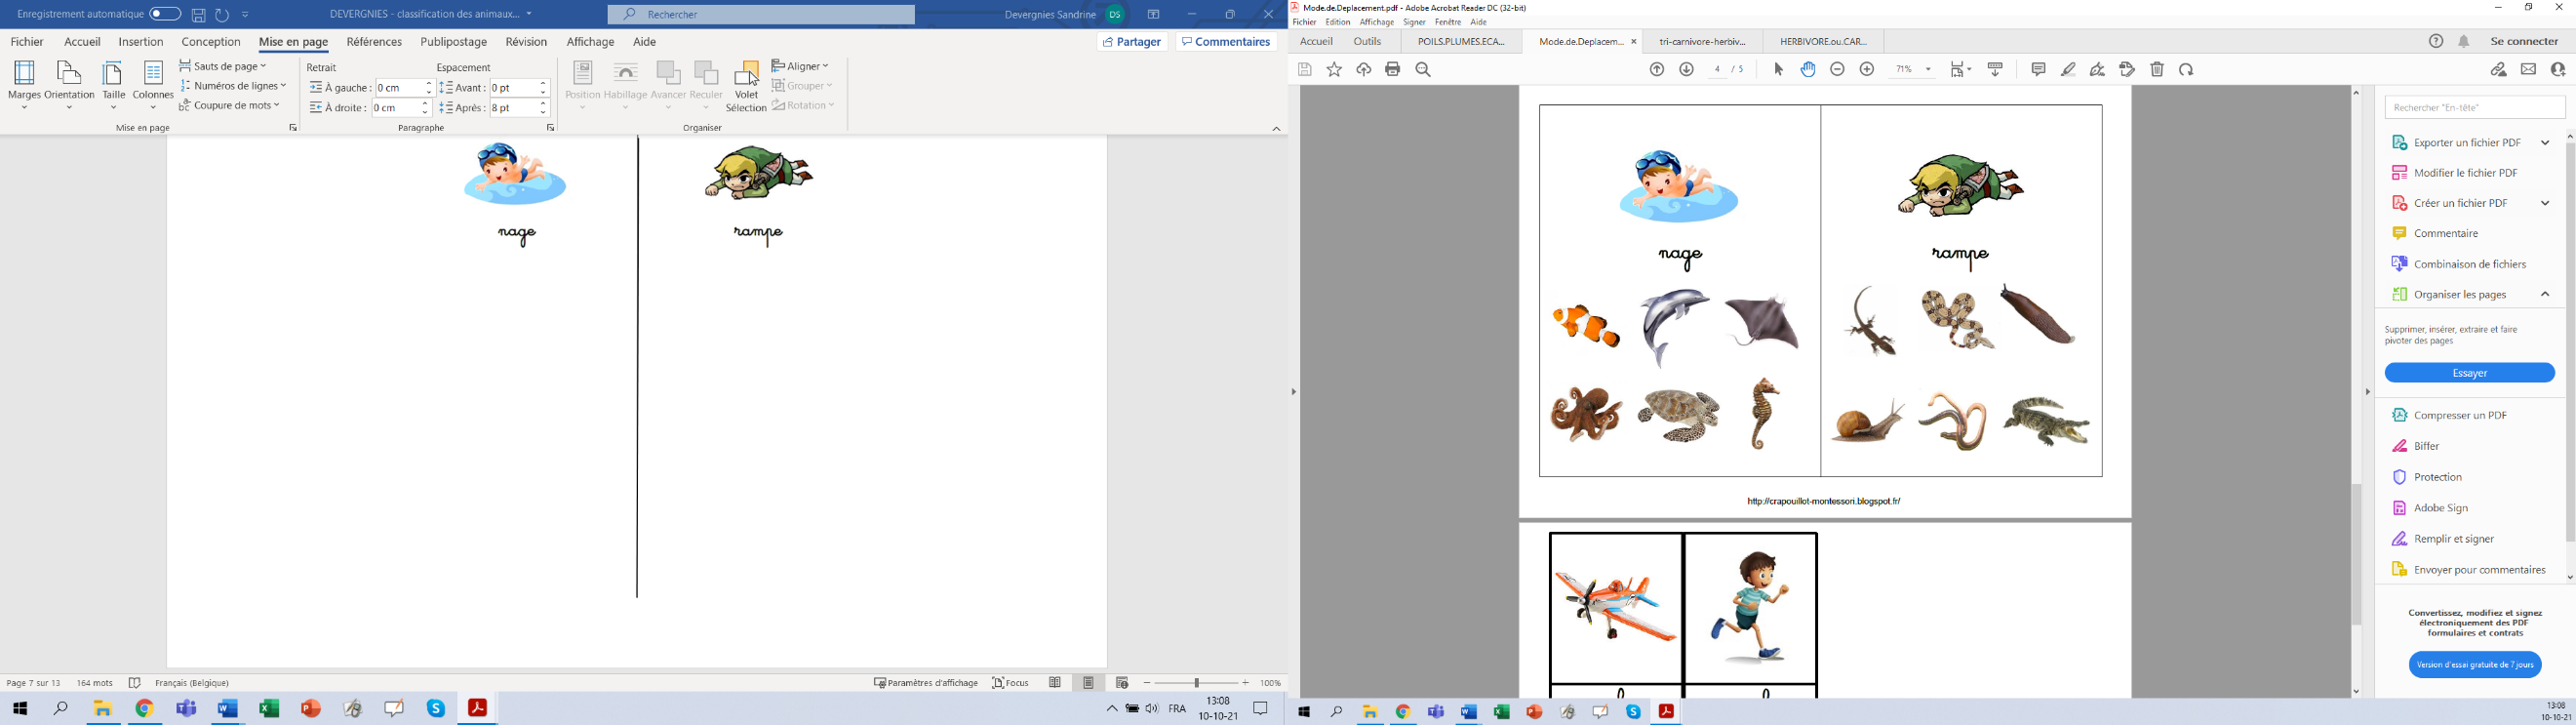 Enregistrement automatique
DEVERGNIES - classification des animaux...
Rechercher
Devergnies Sandrine
DS
Fichier Accueil Insertion Conception Mise en page Références Publipostage Révision Affichage Aide
Partager
Commentaires
Marges
Orientation
Taille
Colonnes
Sauts de page
Numéros de lignes
Coupure de mots
Mise en page
Retrait
À gauche : 0 cm
À droite : 0 cm
Espacement
Avant : 0 pt
Après : 8 pt
Paragraphe
Position
Habillage
Avancer
Reculer
Volet
Sélection
Aligner
Grouper
Rotation
Organiser
nage
rampe
Page 7 sur 13 164 mots Français (Belgique)
Paramètres d'affichage
Focus
100%
FRA
13:08
10-10-21
Mode.de.Deplacement.pdf - Adobe Acrobat Reader DC (32-bit)
Fichier Edition Affichage Signer Fenêtre Aide
Accueil Outils POILS.PLUMES.ECA... Mode.de.Deplacem... × tri-carnivore-herbiv... HERBIVORE.ou.CAR...
Se connecter
4 / 5
71%
nage
rampe
http://crapouillot-montessori.blogspot.fr/
Rechercher "En-tête"
Exporter un fichier PDF
Modifier le fichier PDF
Créer un fichier PDF
Commentaire
Combinaison de fichiers
Organiser les pages
Supprimer, insérer, extraire et faire
pivoter des pages
Essayer
Compresser un PDF
Biffer
Protection
Adobe Sign
Remplir et signer
Envoyer pour commentaires
Convertissez, modifiez et signez
électroniquement des PDF
formulaires et contrats
Version d'essai gratuite de 7 jours
13:08
10-10-21